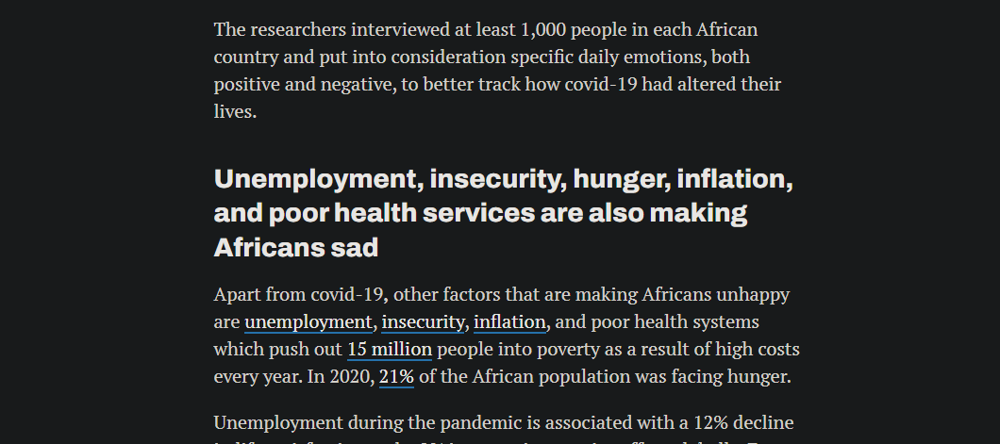 The researchers interviewed at least 1,000 people in each African
country and put into consideration specific daily emotions, both
positive and negative, to better track how covid-19 had altered their
lives.
Unemployment, insecurity, hunger, inflation,
and poor health services are also making
Africans sad
Apart from covid-19, other factors that are making Africans unhappy
are unemployment, insecurity, inflation, and poor health systems
which push out 15 million people into poverty as a result of high costs
every year. In 2020, 21% of the African population was facing hunger.
Unemployment during the pandemic is associated with a 12% decline